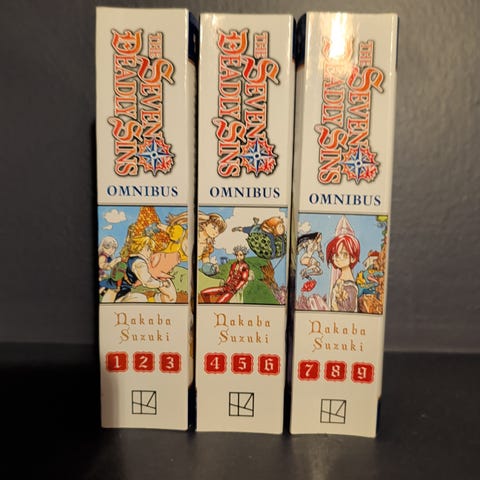 THE
SEVEN
DEADLY SINS
OMNIBUS
Nakaba
Suzuki
1 2 3
THE
SEVEN
DEADLY SINS
OMNIBUS
Nakaba
Suzuki
4 5 6
THE
SEVEN
DEADLY SINS
OMNIBUS
Nakaba
Suzuki
7 8 9